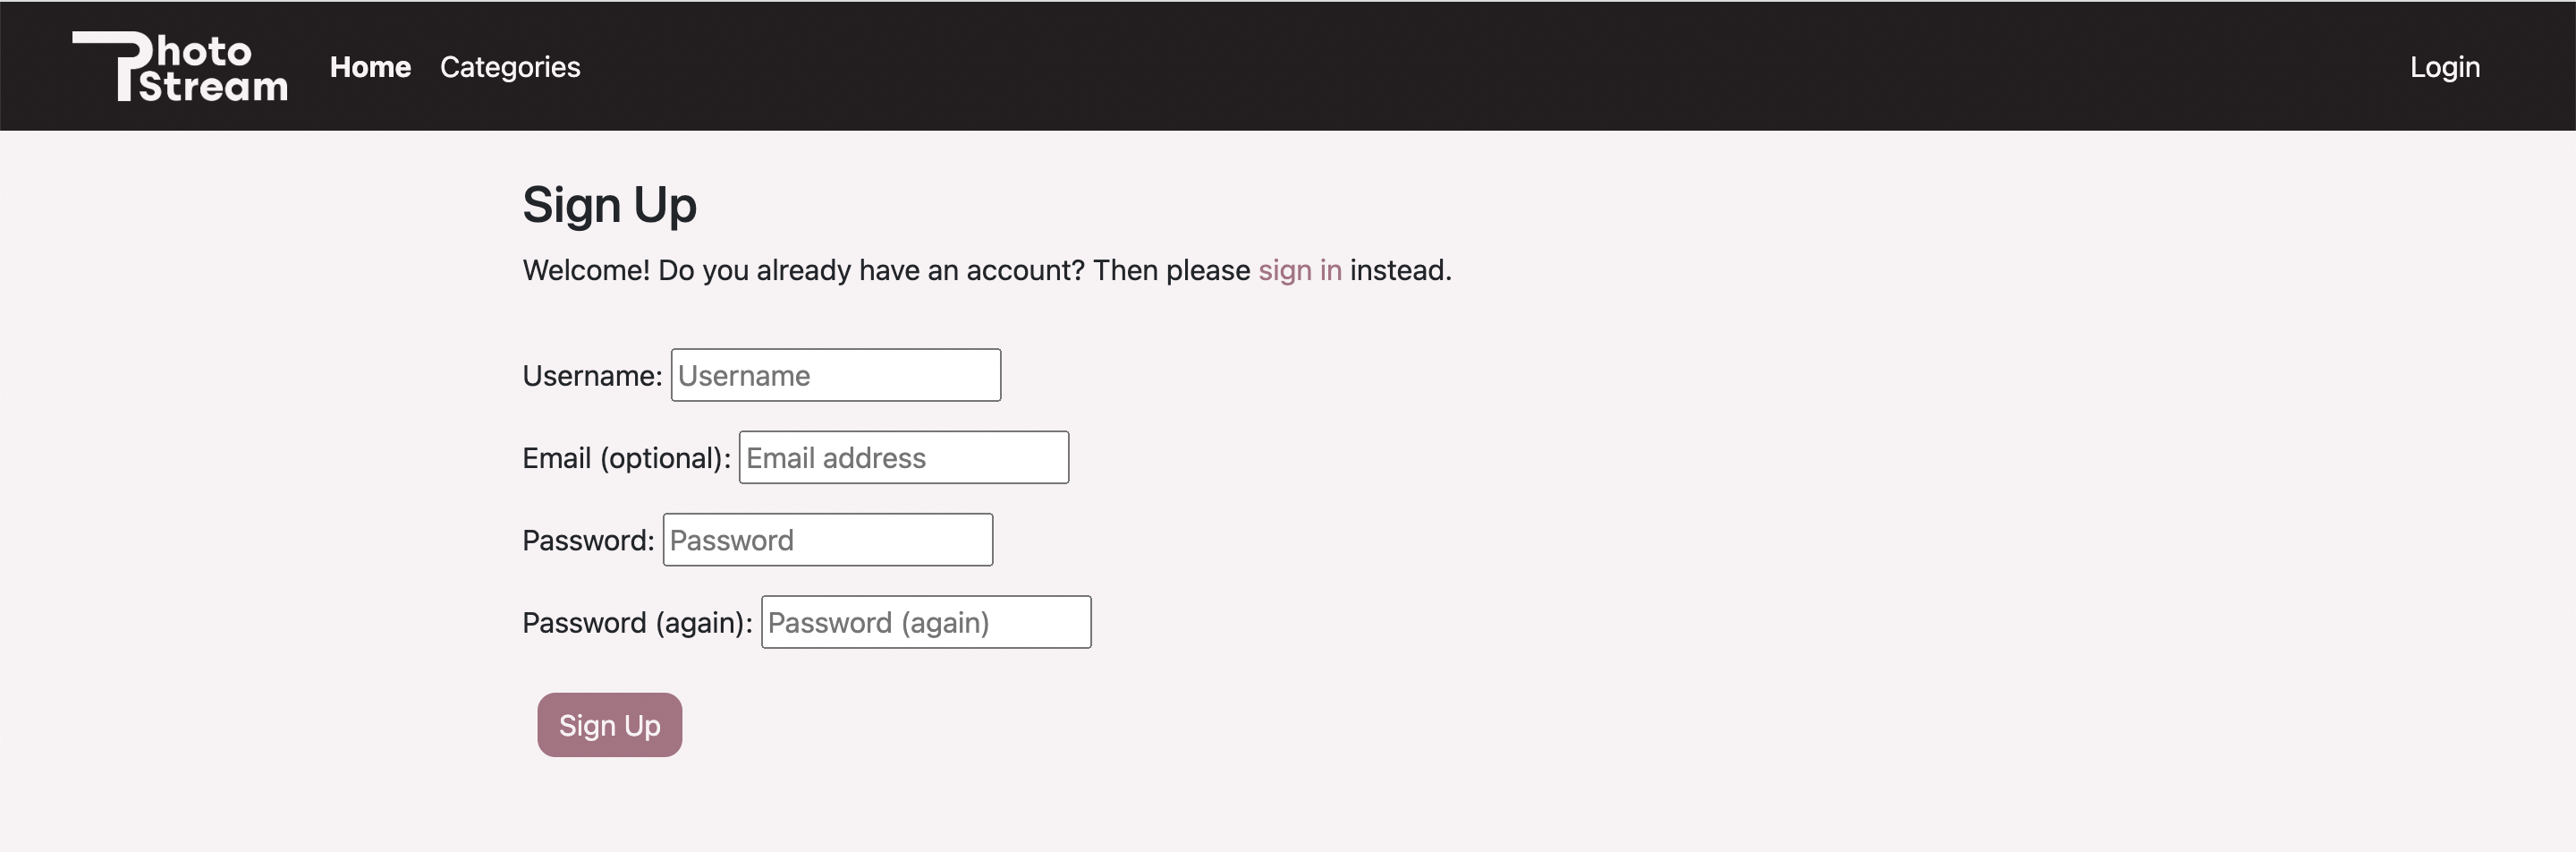 Photo
Stream
Home
Categories
Login
Sign Up
Welcome! Do you already have an account? Then please sign in instead.
Username: Username
Email (optional): Email address
Password: Password
Password (again): Password (again)
Sign Up